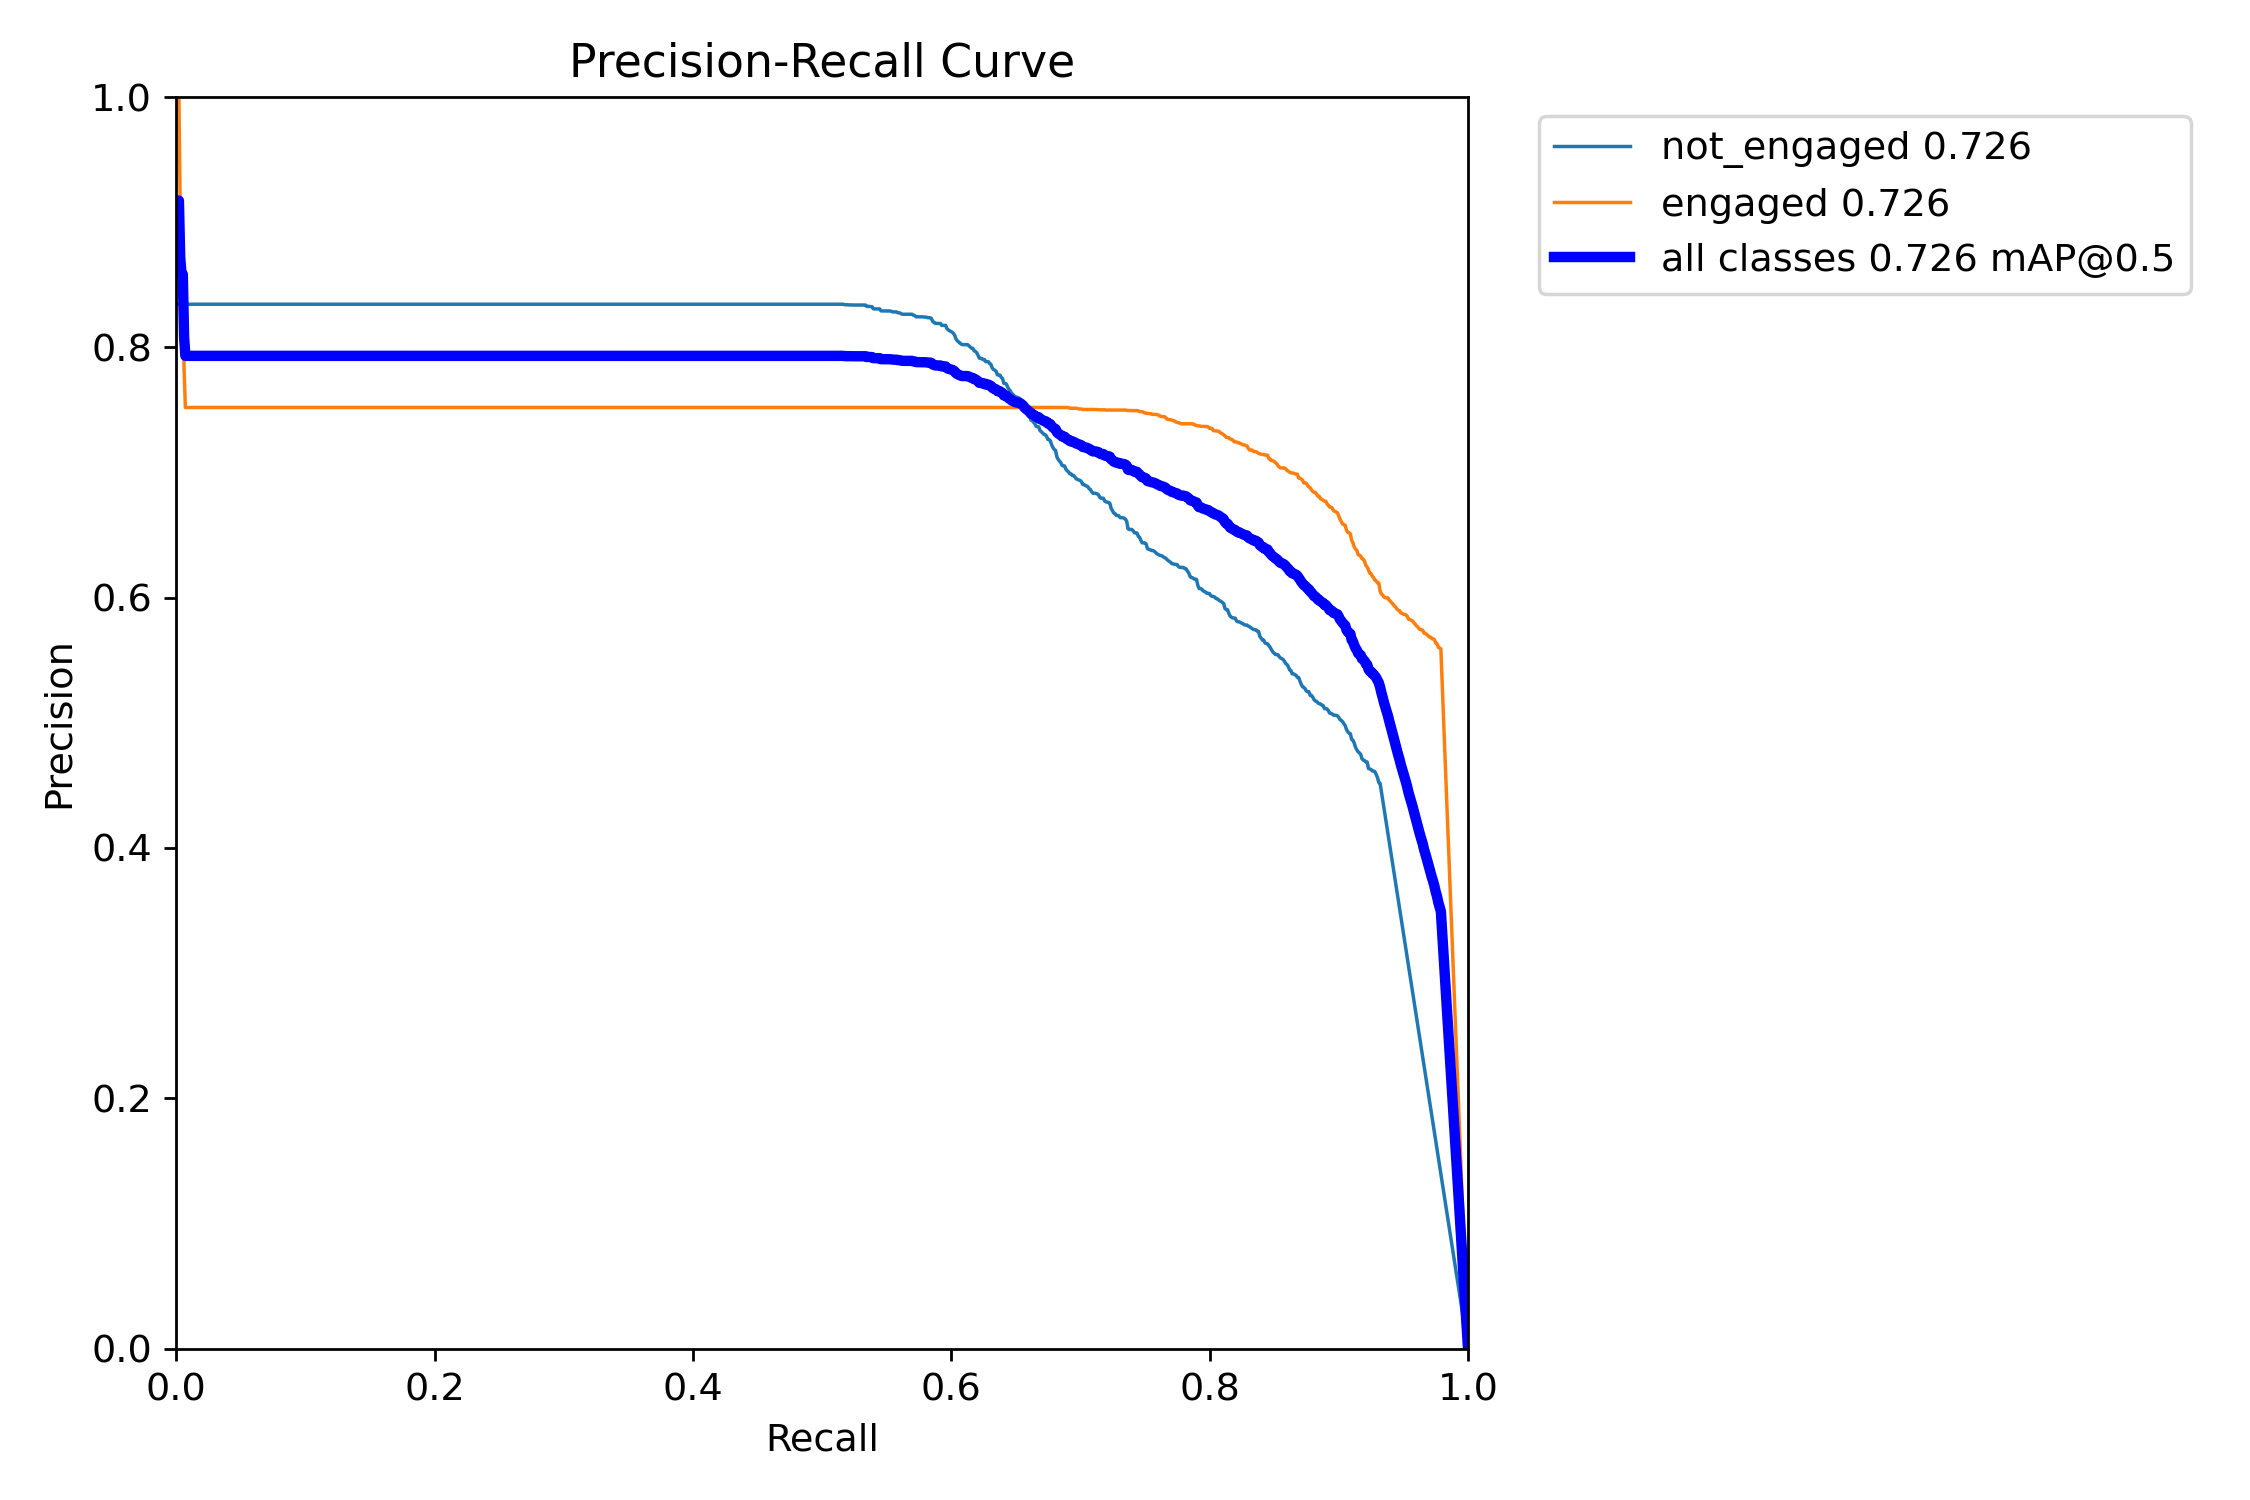 Precision-Recall Curve
1.0
0.8
0.6
0.4
0.2
0.0
Precision
0.0 0.2 0.4 0.6 0.8 1.0
Recall
not_engaged 0.726
engaged 0.726
all classes 0.726 mAP@0.5